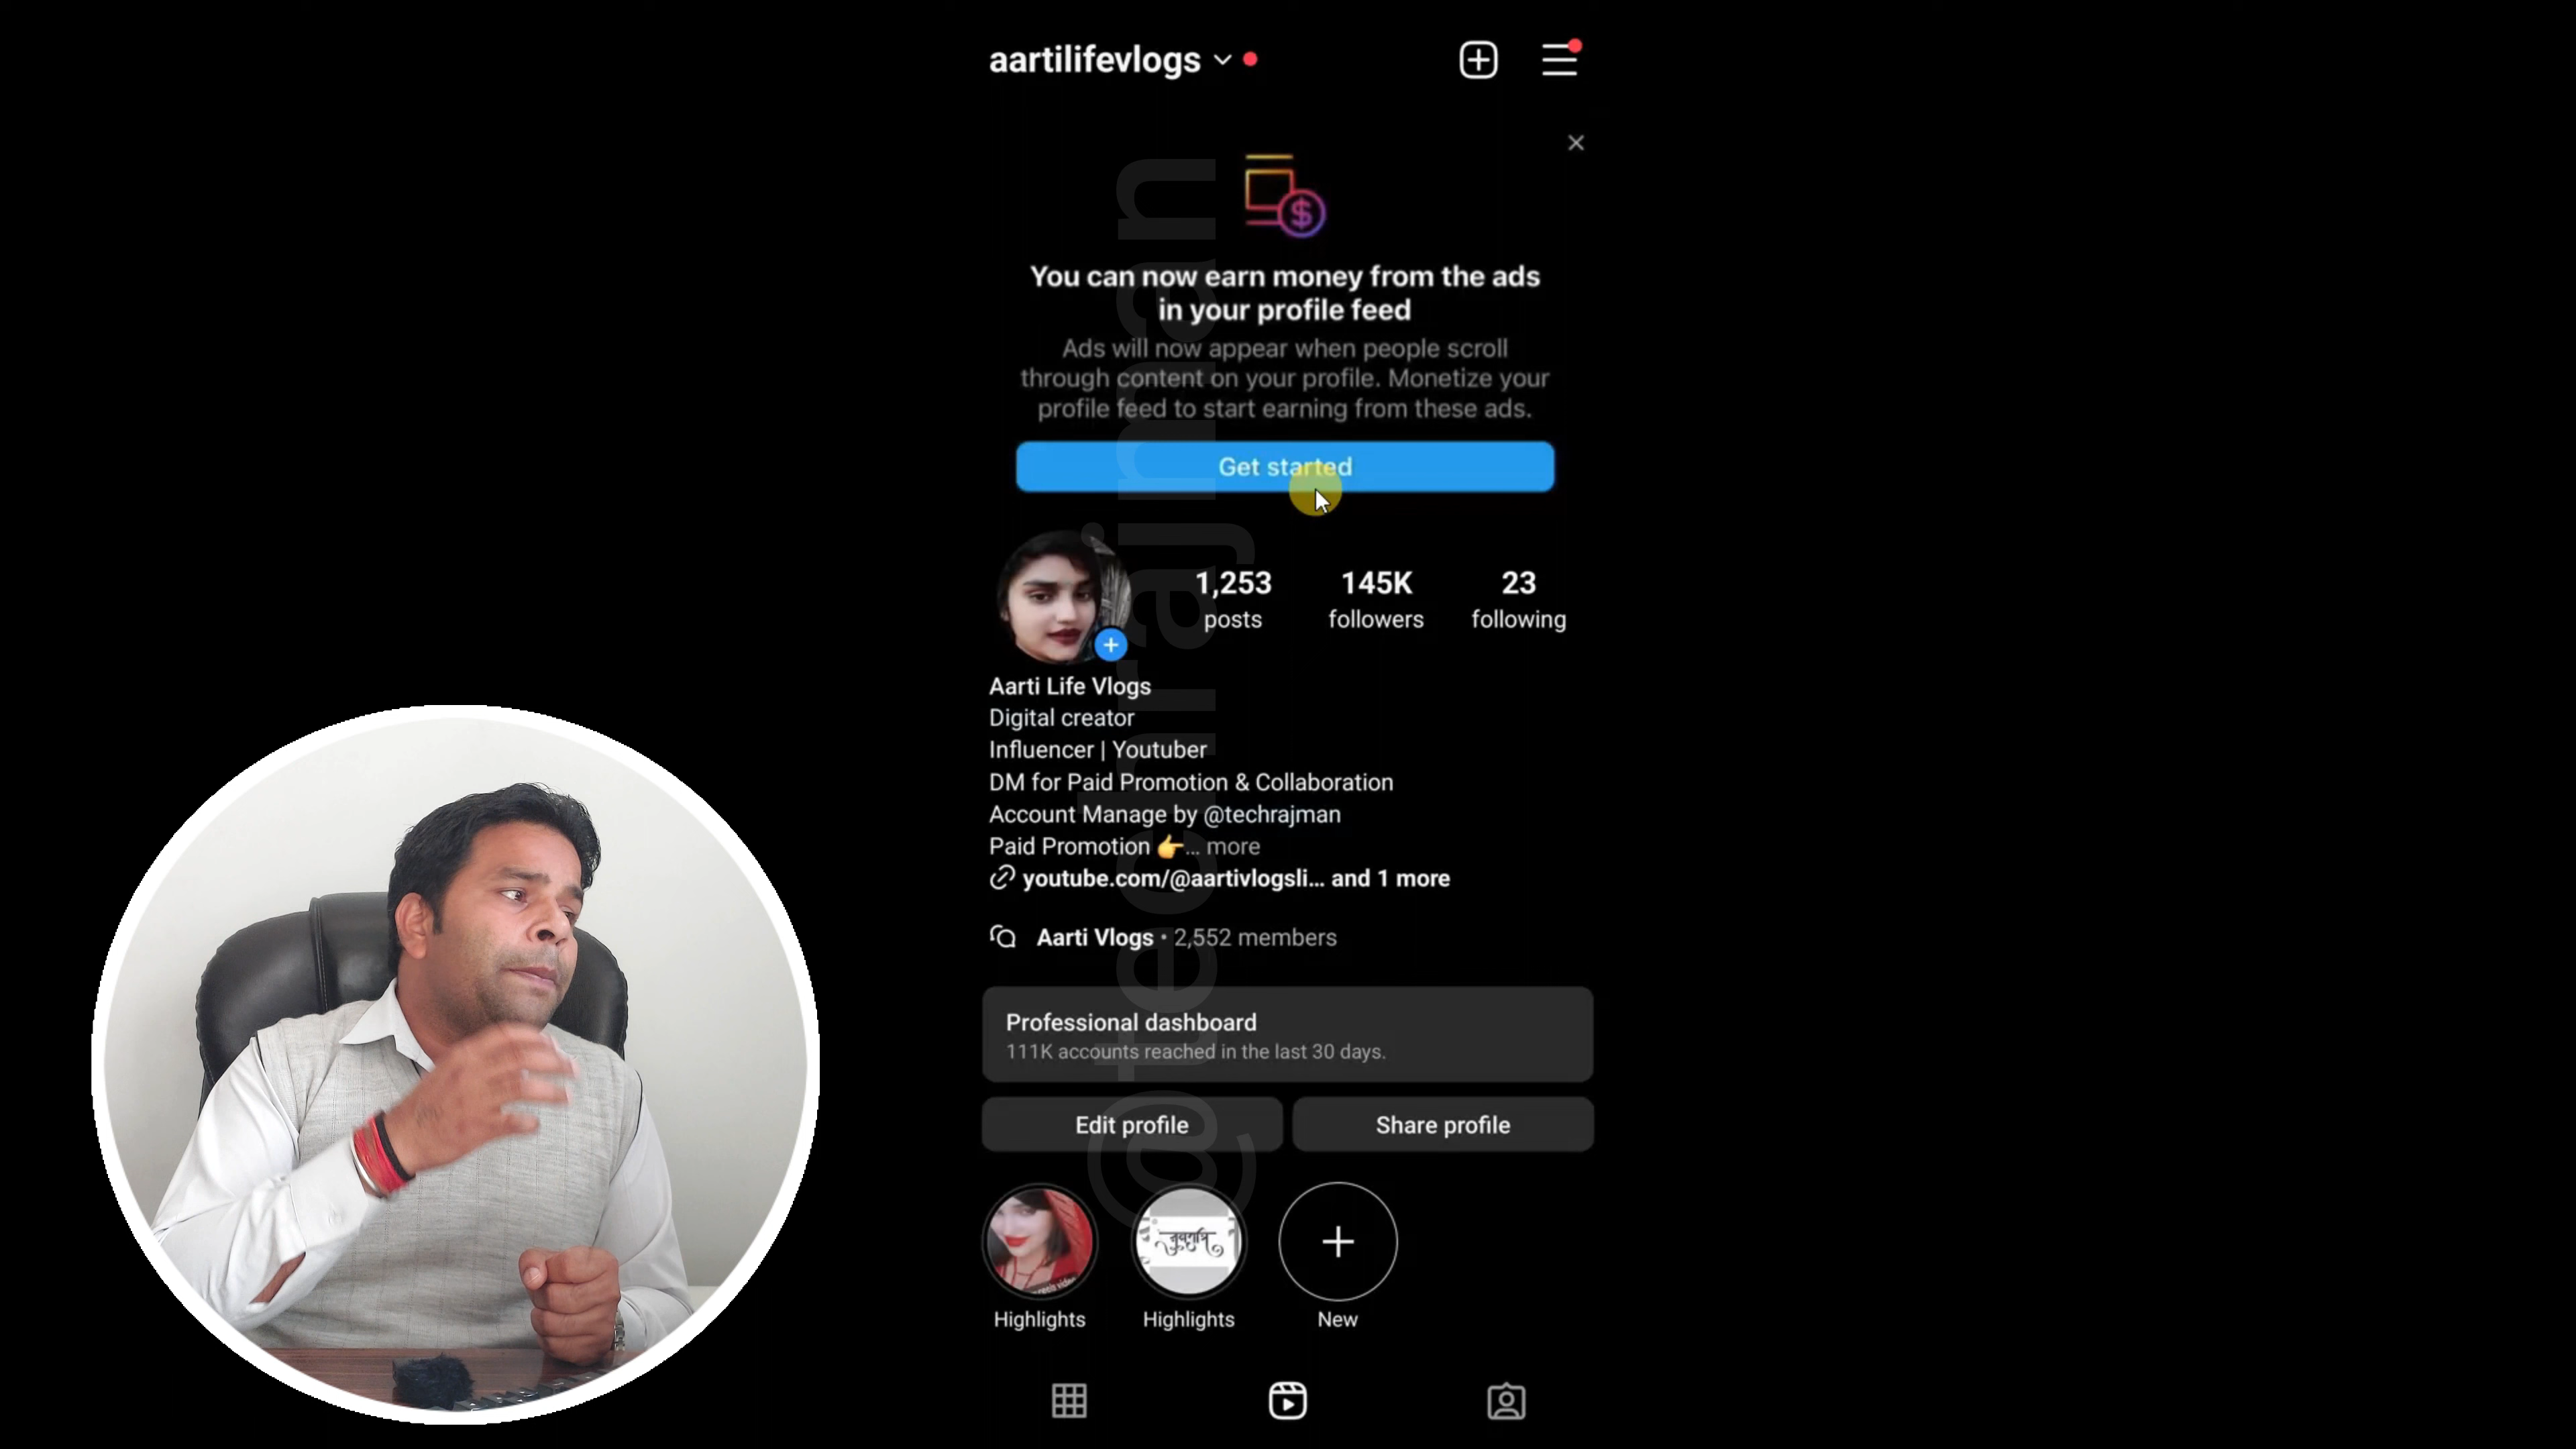 aartilifevlogs
You can now earn money from the ads
in your profile feed
Ads will now appear when people scroll
through content on your profile. Monetize your
profile feed to start earning from these ads.
Get started
1,253
posts
145K
followers
23
following
Aarti Life Vlogs
Digital creator
Influencer | Youtuber
DM for Paid Promotion & Collaboration
Account Manage by @techrajman
Paid Promotion 👉... more
youtube.com/@aartivlogsli... and 1 more
Aarti Vlogs • 2,552 members
Professional dashboard
111K accounts reached in the last 30 days.
Edit profile
Share profile
नवरात्रि
Highlights
Highlights
New
@techrajman